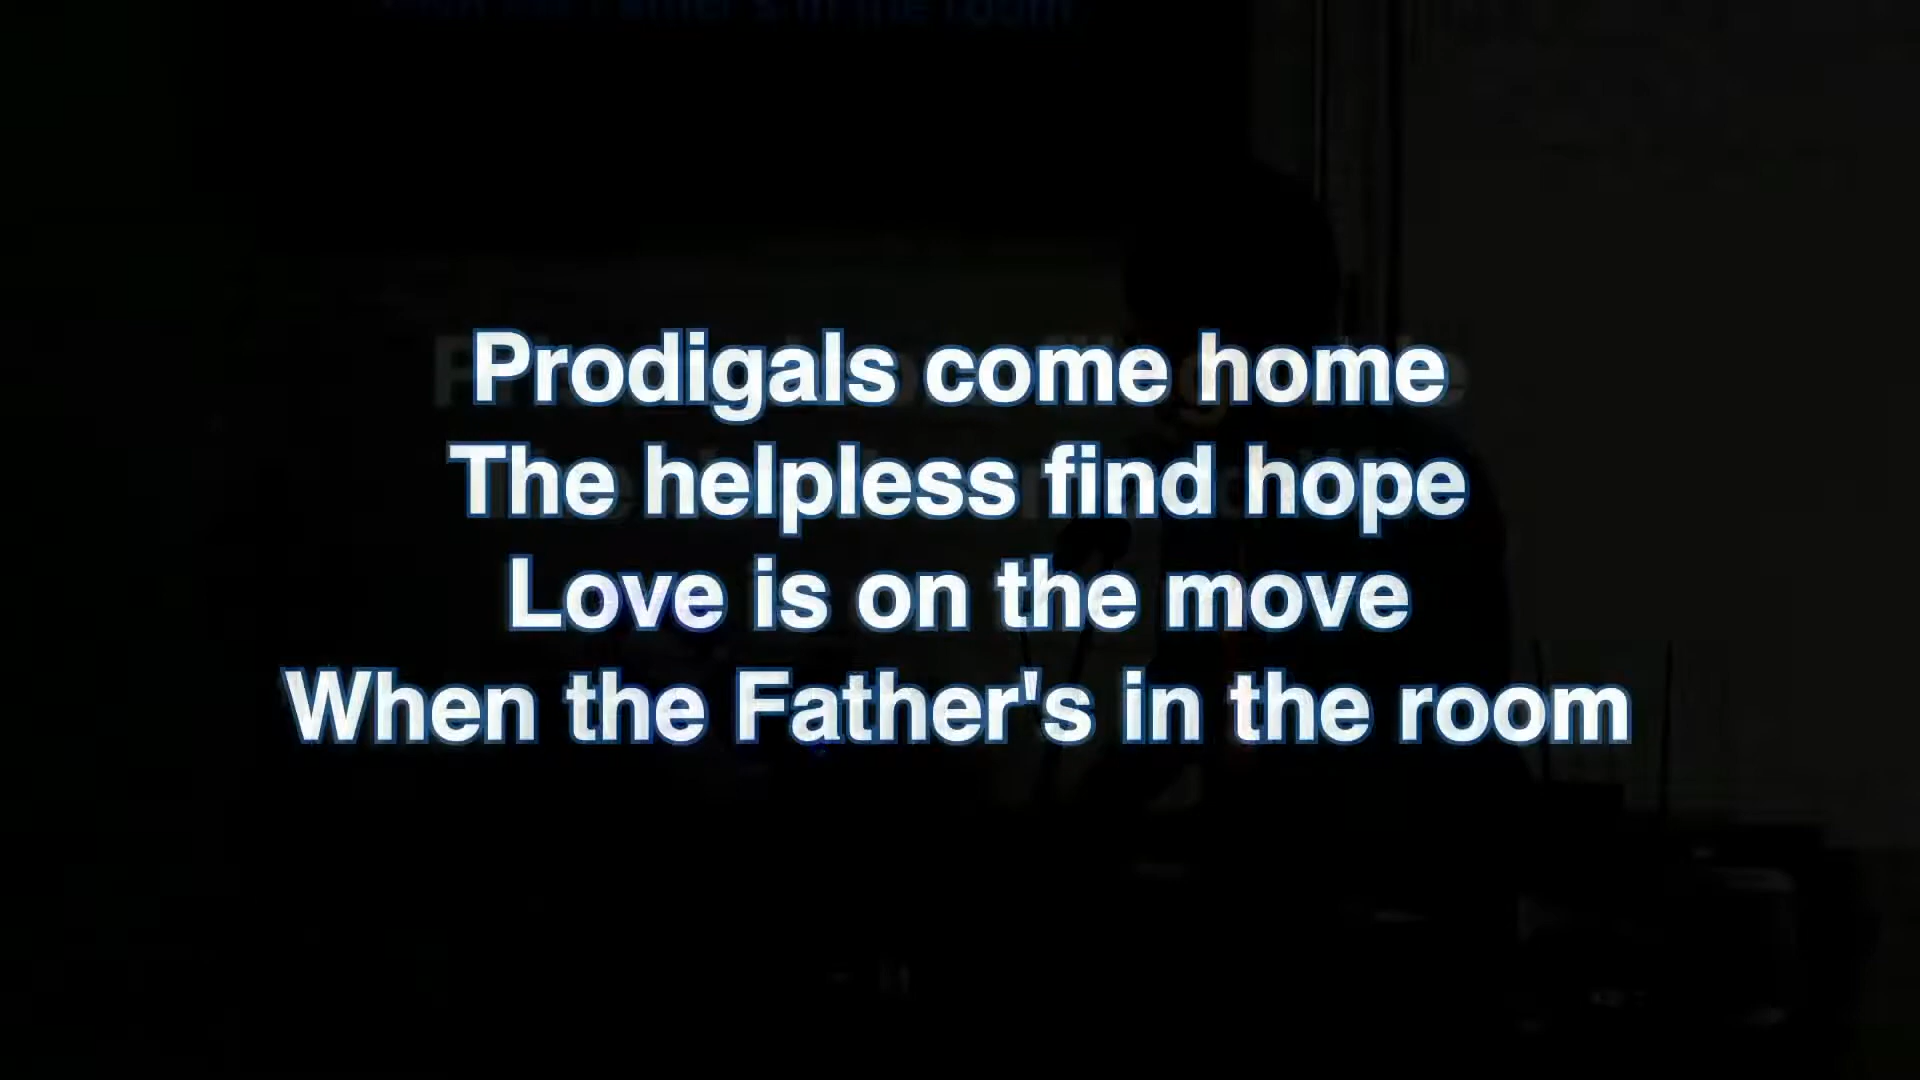 Prodigals come home
The helpless find hope
Love is on the move
When the Father's in the room